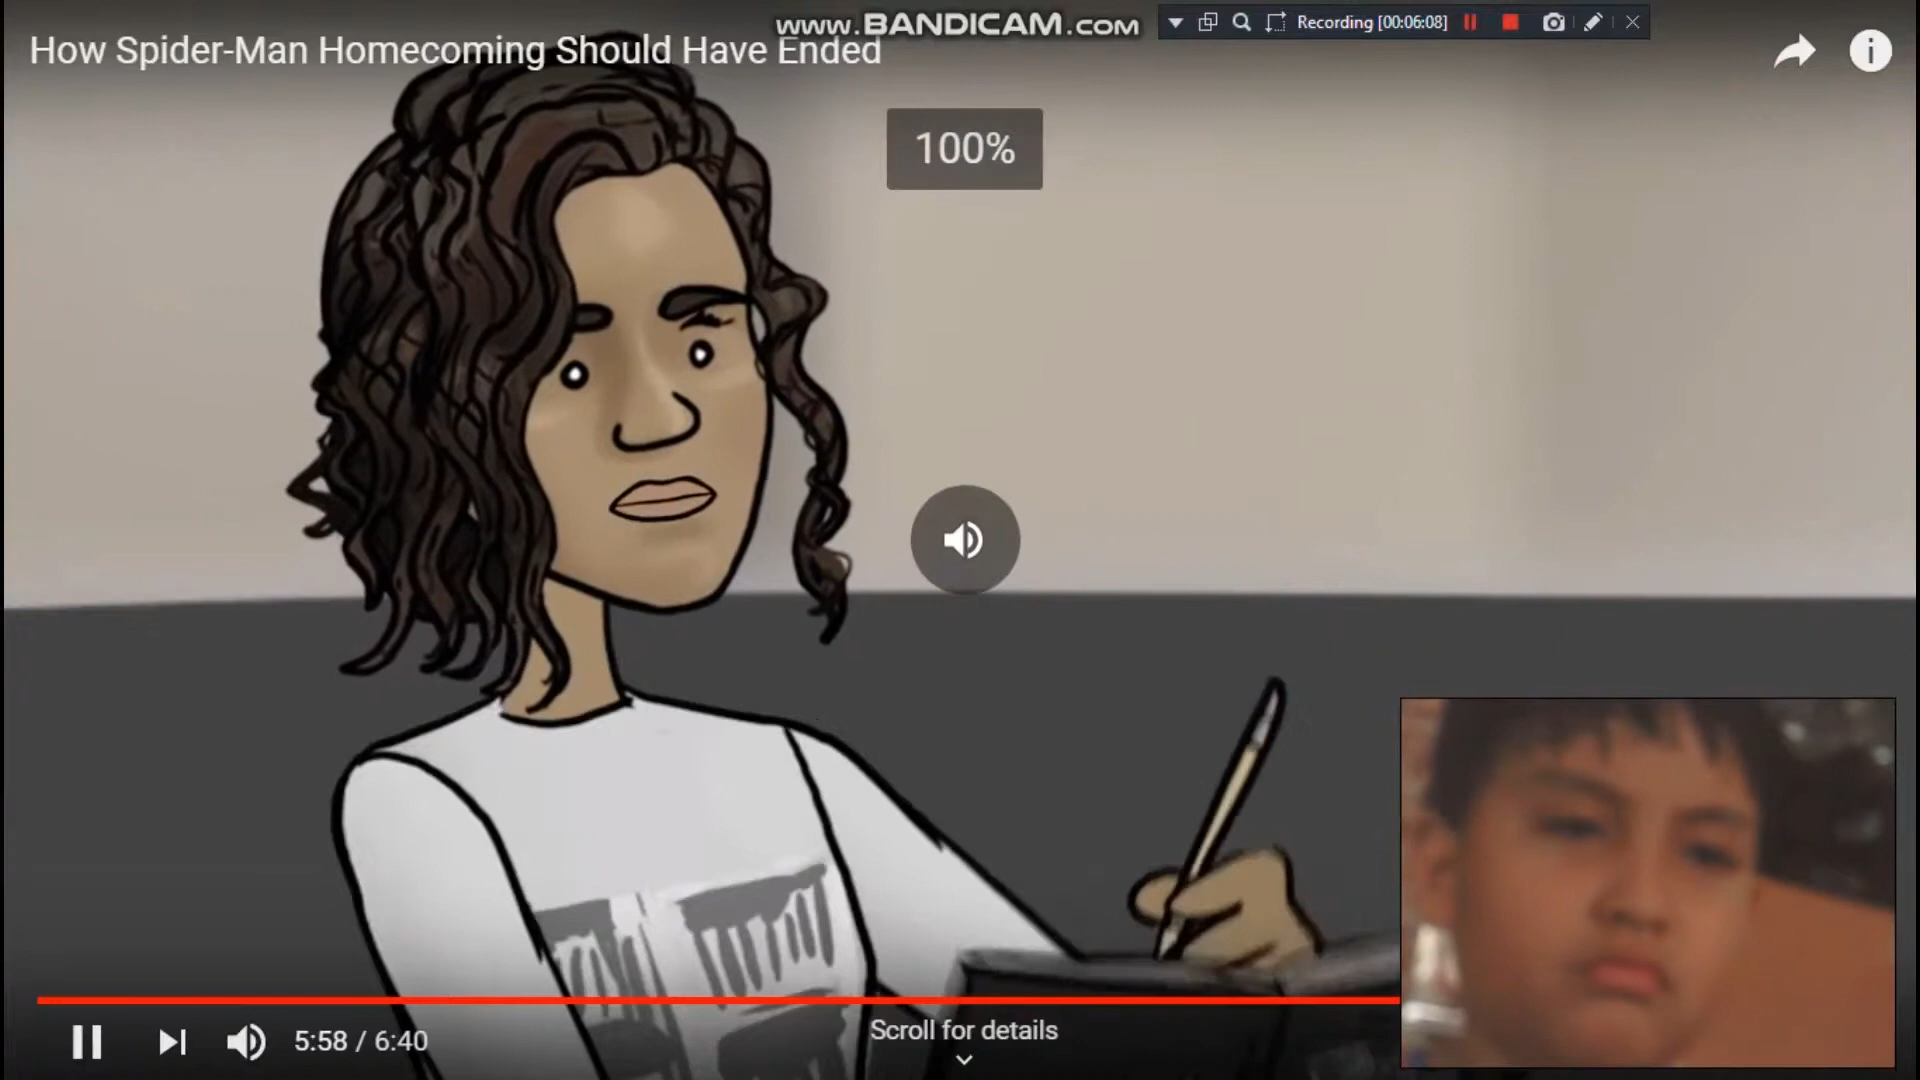 www.BANDICAM.com
Recording [00:06:08]
How Spider-Man Homecoming Should Have Ended
100%
5:58 / 6:40
Scroll for details